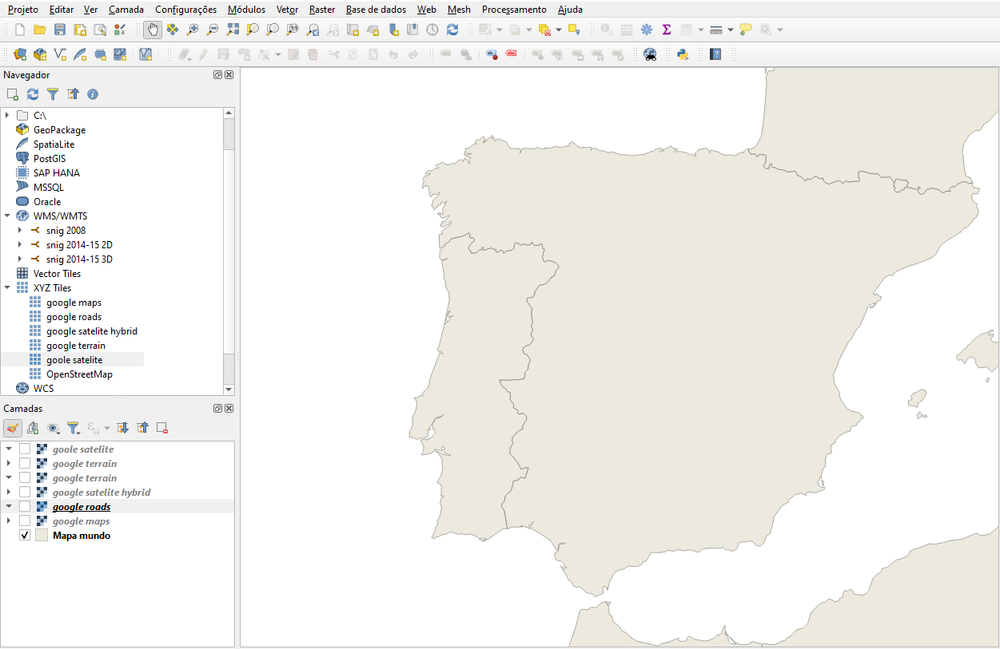 Projeto Editar Ver Camada Configurações Módulos Vetor Raster Base de dados Web Mesh Processamento Ajuda
Navegador
C:\
GeoPackage
SpatiaLite
PostGIS
SAP HANA
MSSQL
Oracle
WMS/WMTS
snig 2008
snig 2014-15 2D
snig 2014-15 3D
Vector Tiles
XYZ Tiles
google maps
google roads
google satelite hybrid
google terrain
goole satelite
OpenStreetMap
WCS
Camadas
goole satelite
google terrain
google terrain
google satelite hybrid
google roads
google maps
Mapa mundo